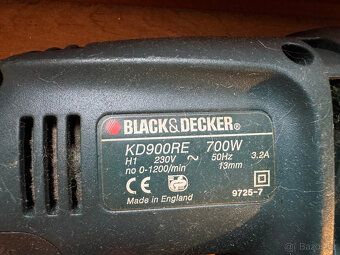 BLACK&DECKER®
KD900RE 700W
H1 230V ~ 50Hz 3.2A
no 0-1200/min 13mm
CE
Made in England
9725-7